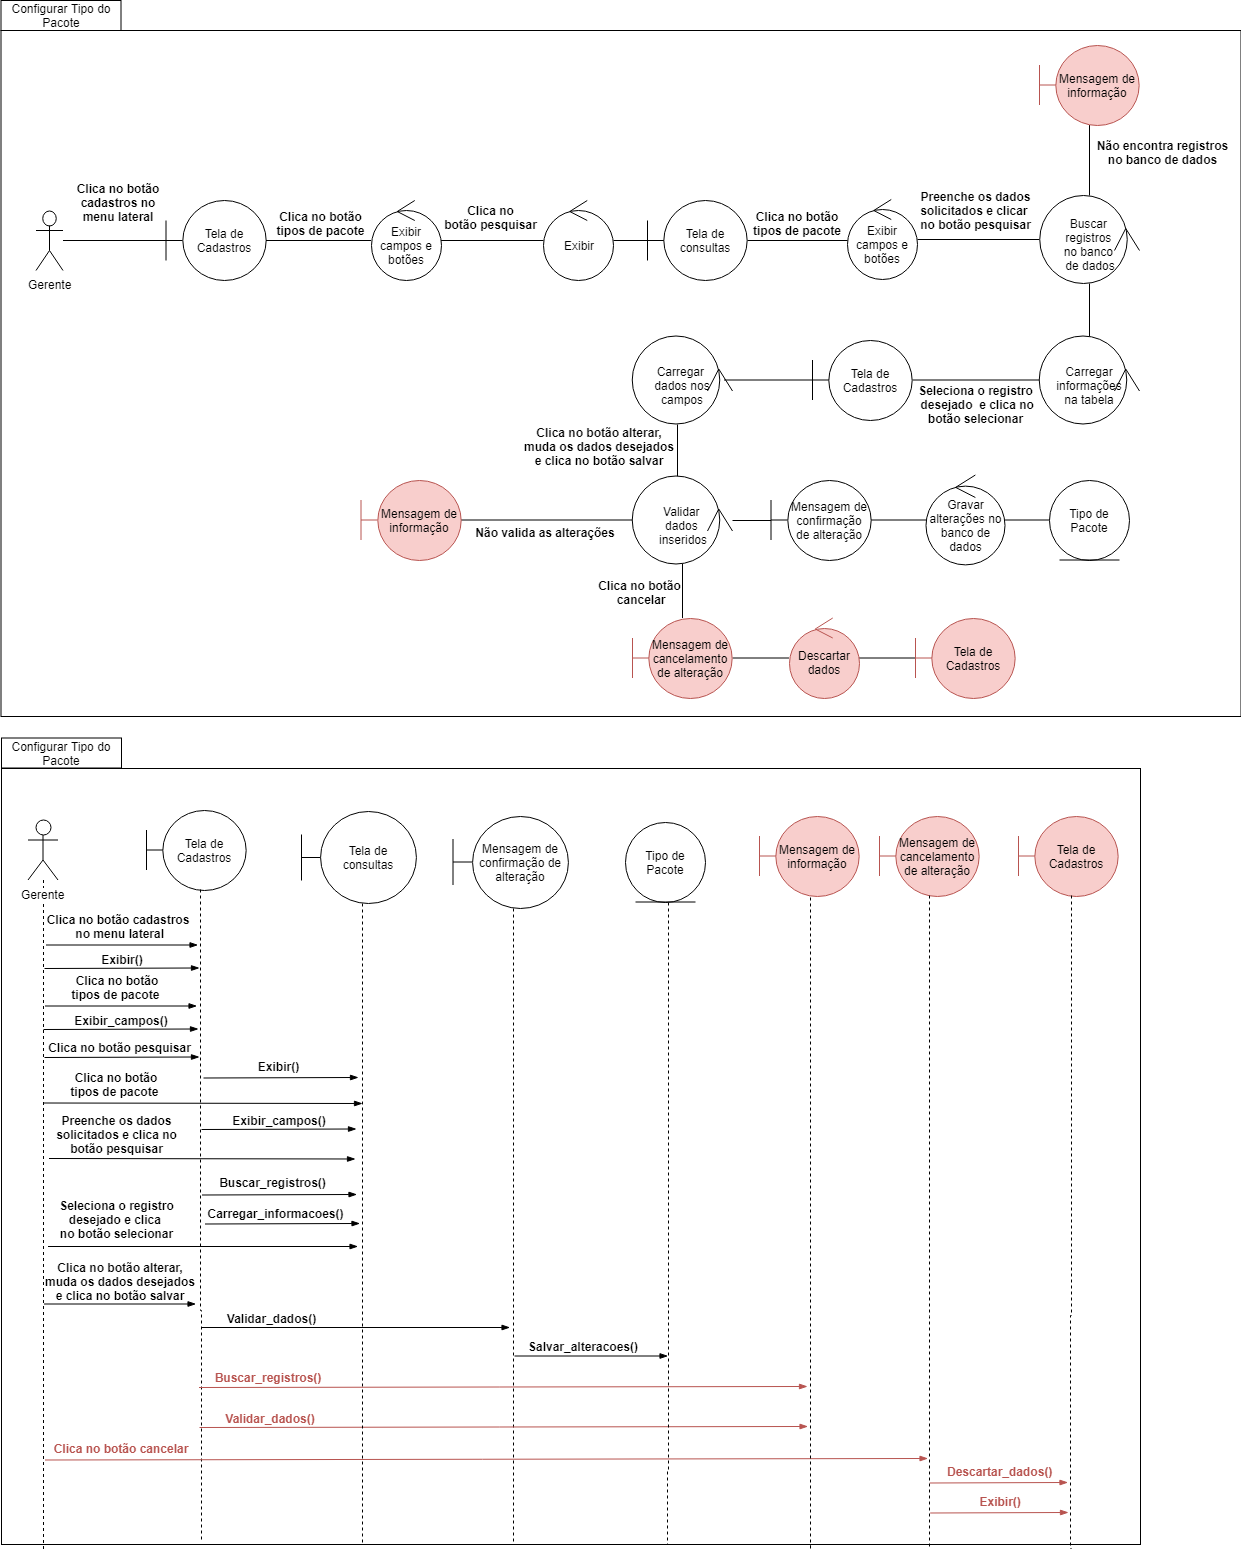 Configurar Tipo do
Pacote
Mensagem de
informação
Não encontra registros
no banco de dados
Clica no botão
cadastros no
menu lateral
Gerente
Tela de
Cadastros
Clica no botão
tipos de pacote
Exibir
campos e
botões
Clica no
botão pesquisar
Exibir
Tela de
consultas
Clica no botão
tipos de pacote
Exibir
campos e
botões
Preenche os dados
solicitados e clicar
no botão pesquisar
Buscar
registros
no banco
de dados
Carregar
dados nos
campos
Tela de
Cadastros
Seleciona o registro
desejado e clica no
botão selecionar
Carregar
informações
na tabela
Clica no botão alterar,
muda os dados desejados
e clica no botão salvar
Mensagem de
informação
Não valida as alterações
Validar
dados
inseridos
Mensagem de
confirmação
de alteração
Gravar
alterações no
banco de
dados
Tipo de
Pacote
Clica no botão
cancelar
Mensagem de
cancelamento
de alteração
Descartar
dados
Tela de
Cadastros
Configurar Tipo do
Pacote
Gerente
Tela de
Cadastros
Tela de
consultas
Mensagem de
confirmação de
alteração
Tipo de
Pacote
Mensagem de
informação
Mensagem de
cancelamento
de alteração
Tela de
Cadastros
Clica no botão cadastros
no menu lateral
Exibir()
Clica no botão
tipos de pacote
Exibir_campos()
Clica no botão pesquisar
Exibir()
Clica no botão
tipos de pacote
Exibir_campos()
Preenche os dados
solicitados e clica no
botão pesquisar
Buscar_registros()
Carregar_informacoes()
Seleciona o registro
desejado e clica
no botão selecionar
Clica no botão alterar,
muda os dados desejados
e clica no botão salvar
Validar_dados()
Salvar_alteracoes()
Buscar_registros()
Validar_dados()
Clica no botão cancelar
Descartar_dados()
Exibir()